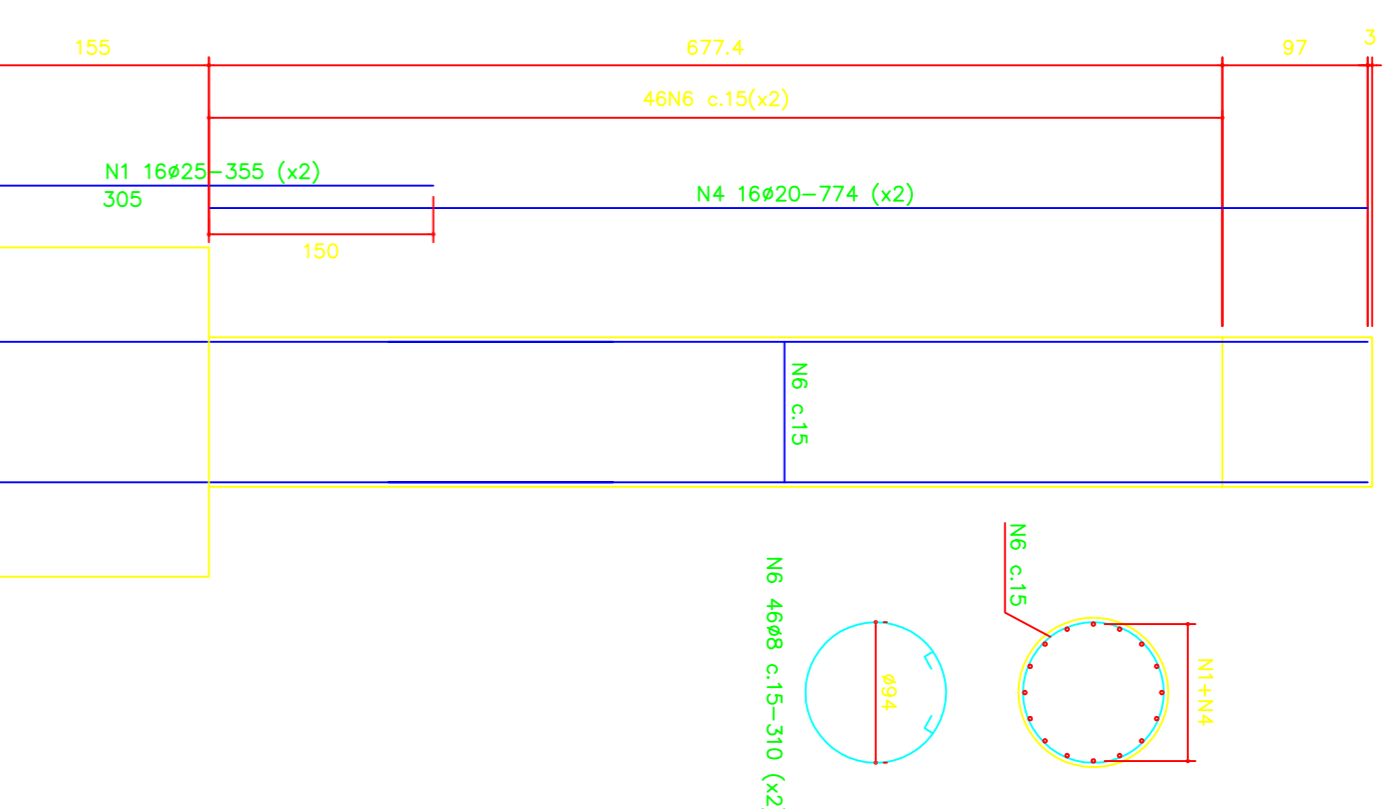 155
677.4
97
3
46N6 c.15(x2)
N1 16ø25-355 (x2)
305
N4 16ø20-774 (x2)
150
N6 c.15
N6 c.15
N6 46ø8 c.15-310 (x2)
ø94
N1+N4